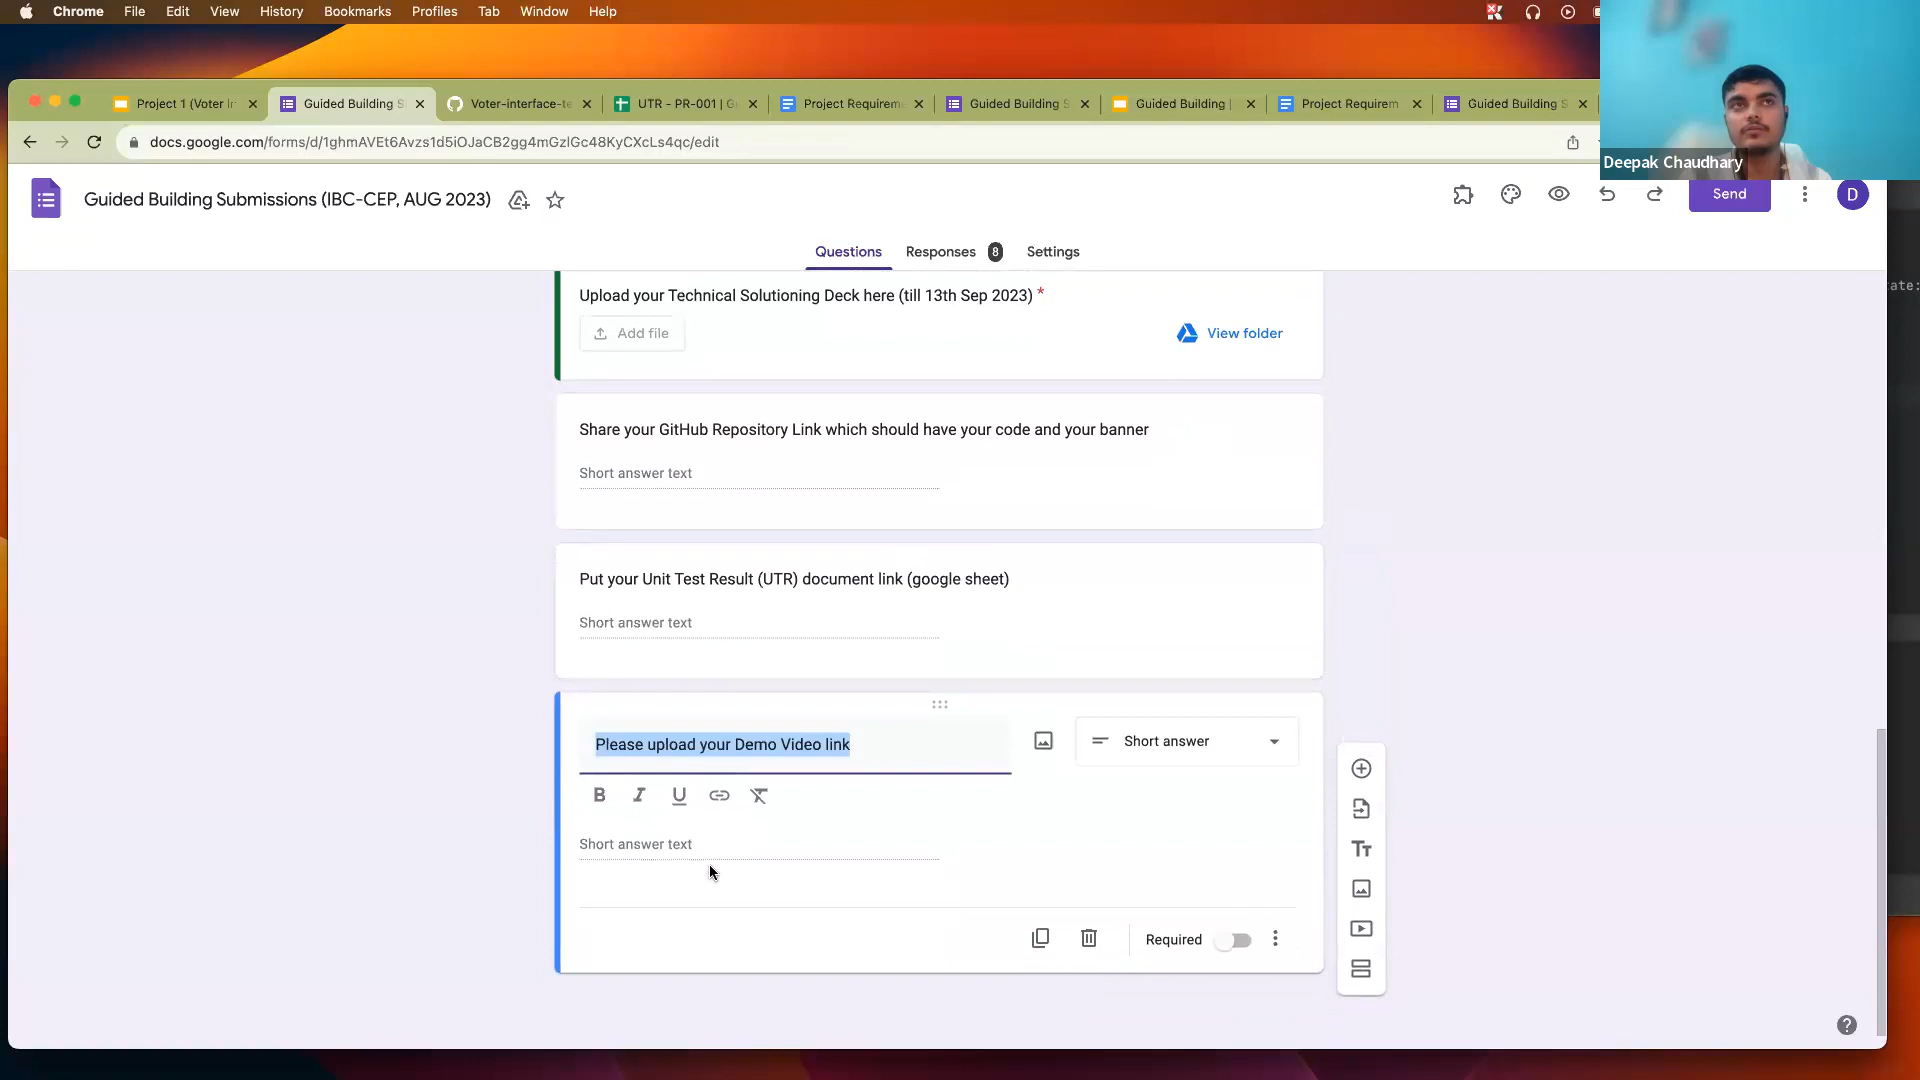 Chrome File Edit View History Bookmarks Profiles Tab Window Help
Project 1 (Voter In
Guided Building S
Voter-interface-te
UTR - PR-001 | G
Project Requirem
Guided Building S
Guided Building |
Project Requirem
Guided Building S
docs.google.com/forms/d/1ghmAVEt6Avzs1d5iOJaCB2gg4mGzlGc48KyCXcLs4qc/edit
Deepak Chaudhary
Guided Building Submissions (IBC-CEP, AUG 2023)
Send
D
Questions Responses 8 Settings
ate:
Upload your Technical Solutioning Deck here (till 13th Sep 2023) *
Add file
View folder
Share your GitHub Repository Link which should have your code and your banner
Short answer text
Put your Unit Test Result (UTR) document link (google sheet)
Short answer text
Please upload your Demo Video link
Short answer
B I U
Short answer text
Required